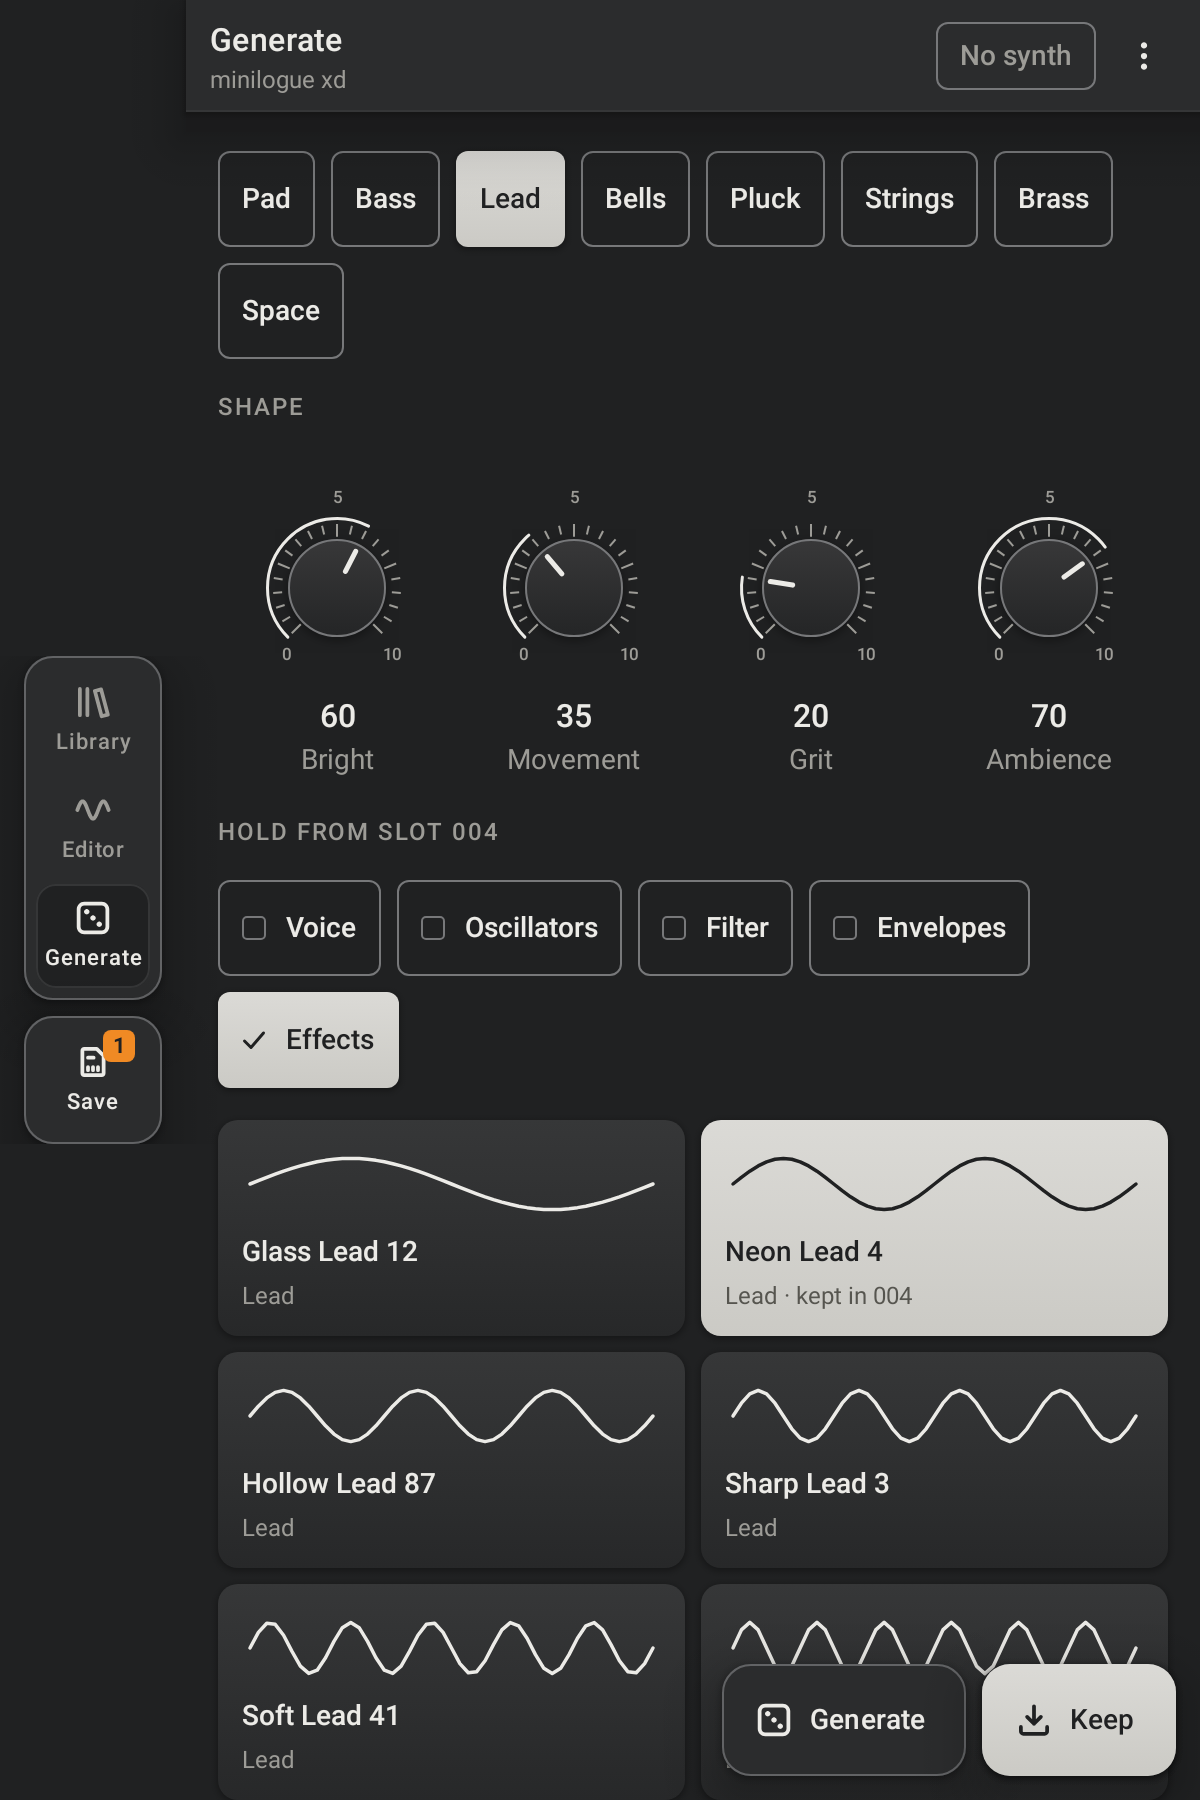 Generate
minilogue xd
No synth
Pad
Bass
Lead
Bells
Pluck
Strings
Brass
Space
SHAPE
5
0
10
60
Bright
5
0
10
35
Movement
5
0
10
20
Grit
5
0
10
70
Ambience
Library
Editor
Generate
1
Save
HOLD FROM SLOT 004
Voice
Oscillators
Filter
Envelopes
Effects
Glass Lead 12
Lead
Neon Lead 4
Lead · kept in 004
Hollow Lead 87
Lead
Sharp Lead 3
Lead
Soft Lead 41
Lead
Generate
Keep